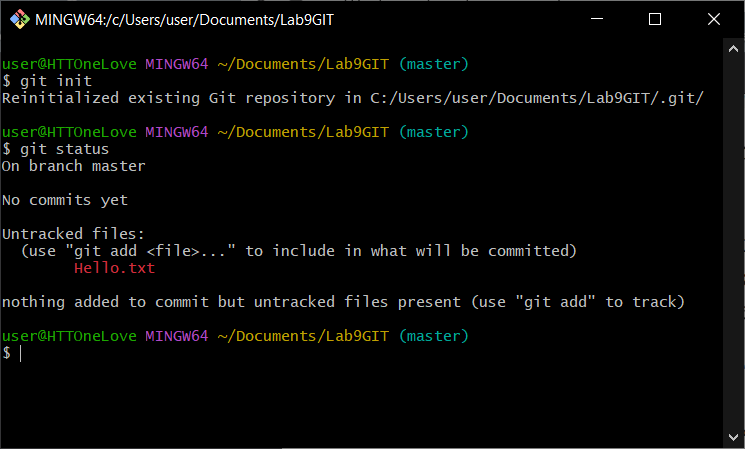 MINGW64:/c/Users/user/Documents/Lab9GIT
user@HTTOneLove MINGW64 ~/Documents/Lab9GIT (master)
$ git init
Reinitialized existing Git repository in C:/Users/user/Documents/Lab9GIT/.git/
user@HTTOneLove MINGW64 ~/Documents/Lab9GIT (master)
$ git status
On branch master
No commits yet
Untracked files:
(use "git add <file>..." to include in what will be committed)
Hello.txt
nothing added to commit but untracked files present (use "git add" to track)
user@HTTOneLove MINGW64 ~/Documents/Lab9GIT (master)
$